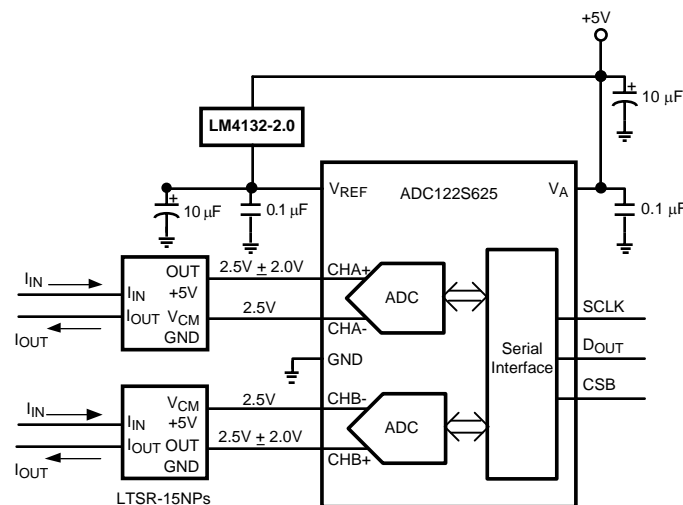 +5V
10 µF
LM4132-2.0
VREF
ADC122S625
VA
10 µF
0.1 µF
0.1 µF
OUT
2.5V ± 2.0V
CHA+
IIN
IIN
+5V
ADC
SCLK
IOUT
VCM
2.5V
CHA-
IOUT
GND
GND
Serial
Interface
DOUT
VCM
2.5V
CHB-
CSB
IIN
IIN
+5V
ADC
IOUT
OUT
2.5V ± 2.0V
CHB+
IOUT
GND
LTSR-15NPs